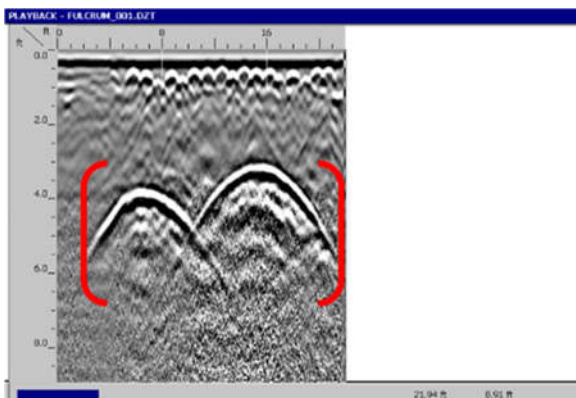 PLAYBACK - FULCRUM_001.DZT
ft 0 8 16
ft
0.0
2.0
4.0
6.0
8.0
21.94 ft 8.91 ft